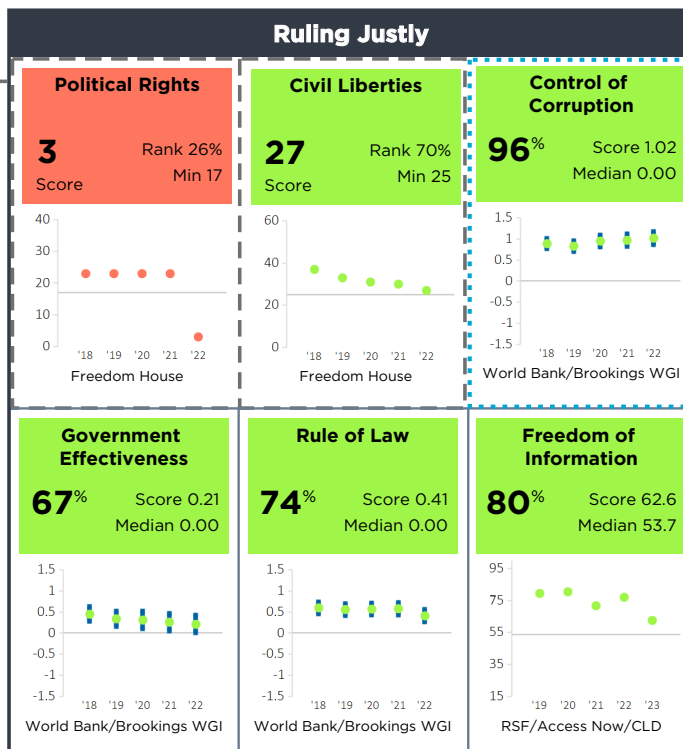 Ruling Justly
Political Rights
3
Score
Rank 26%
Min 17
40
30
20
10
0
'18 '19 '20 '21 '22
Freedom House
Civil Liberties
27
Score
Rank 70%
Min 25
60
40
20
0
'18 '19 '20 '21 '22
Freedom House
Control of
Corruption
96%
Score 1.02
Median 0.00
1.5
1
0.5
0
-0.5
-1
-1.5
'18 '19 '20 '21 '22
World Bank/Brookings WGI
Government
Effectiveness
67%
Score 0.21
Median 0.00
1.5
1
0.5
0
-0.5
-1
-1.5
'18 '19 '20 '21 '22
World Bank/Brookings WGI
Rule of Law
74%
Score 0.41
Median 0.00
1.5
1
0.5
0
-0.5
-1
-1.5
'18 '19 '20 '21 '22
World Bank/Brookings WGI
Freedom of
Information
80%
Score 62.6
Median 53.7
95
75
55
35
15
'19 '20 '21 '22 '23
RSF/Access Now/CLD